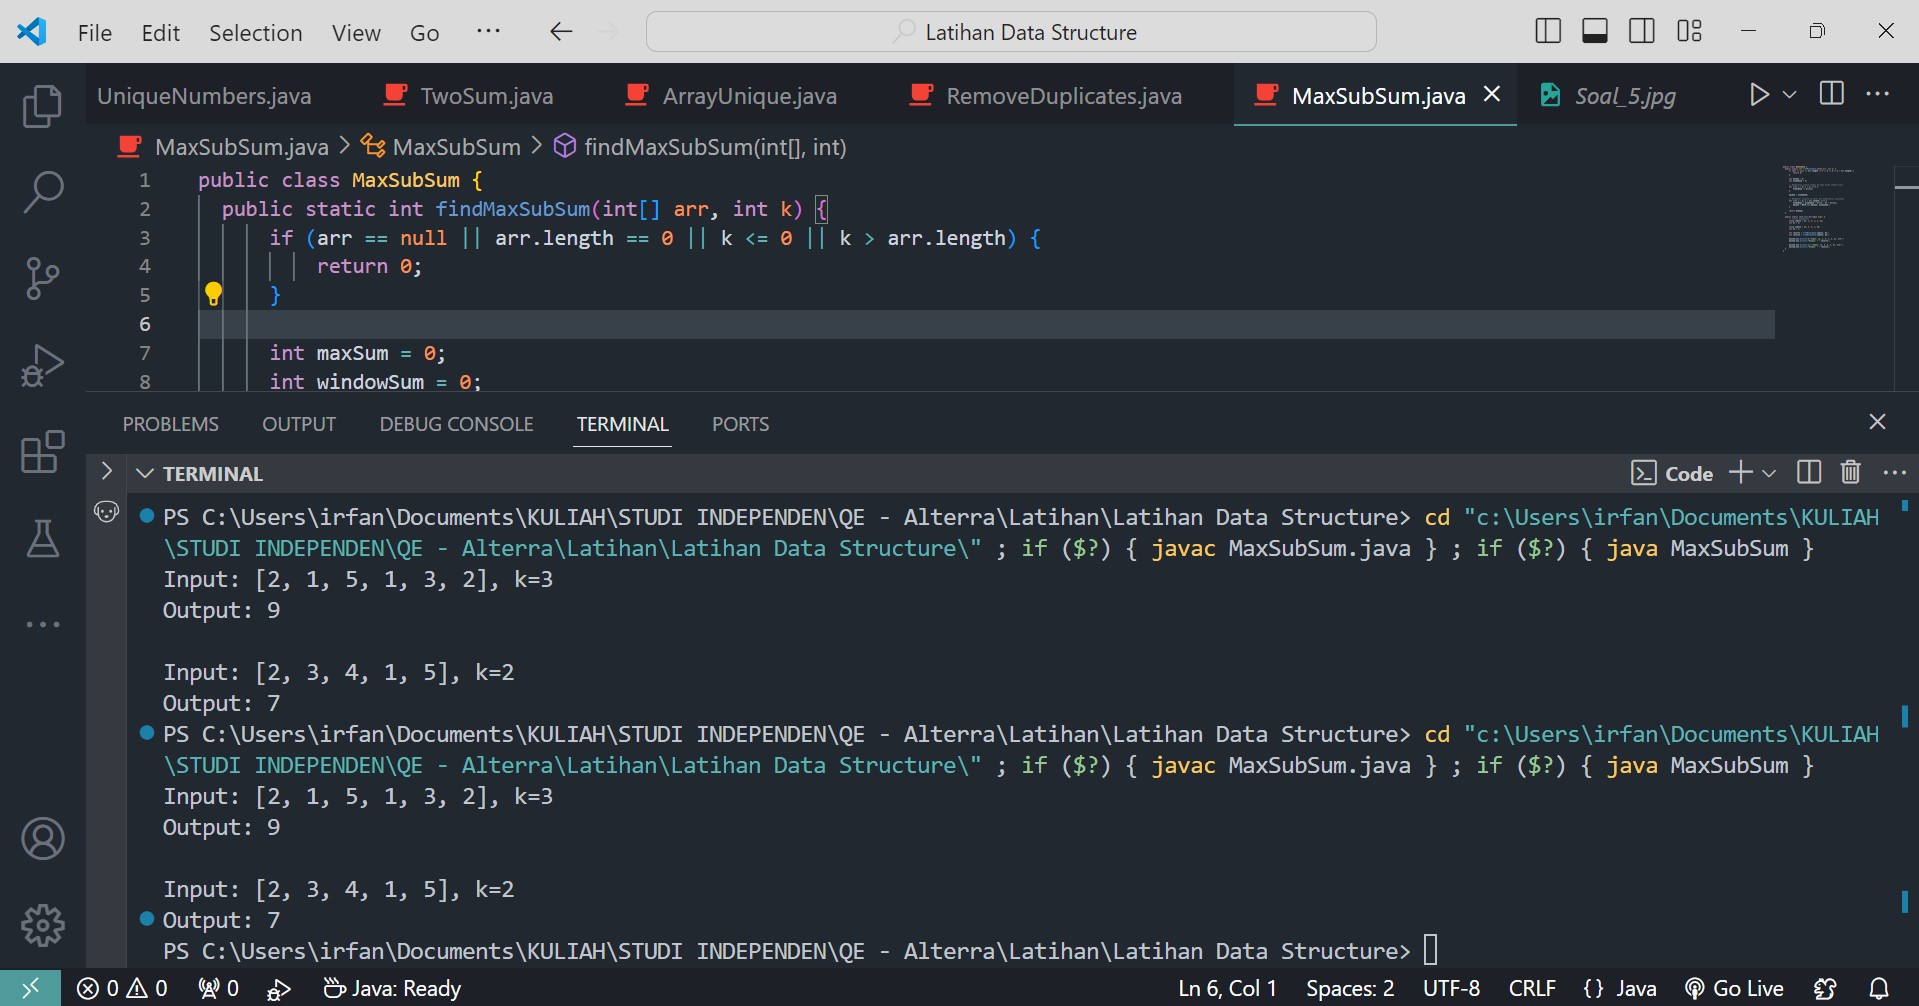 File Edit Selection View Go ··· Latihan Data Structure
UniqueNumbers.java TwoSum.java ArrayUnique.java RemoveDuplicates.java MaxSubSum.java Soal_5.jpg
MaxSubSum.java > MaxSubSum > findMaxSubSum(int[], int)
1 public class MaxSubSum {
2 public static int findMaxSubSum(int[] arr, int k) {
3 if (arr == null || arr.length == 0 || k <= 0 || k > arr.length) {
4 return 0;
5 }
6
7 int maxSum = 0;
8 int windowSum = 0;
PROBLEMS OUTPUT DEBUG CONSOLE TERMINAL PORTS
TERMINAL Code
PS C:\Users\irfan\Documents\KULIAH\STUDI INDEPENDEN\QE - Alterra\Latihan\Latihan Data Structure> cd "c:\Users\irfan\Documents\KULIAH
\STUDI INDEPENDEN\QE - Alterra\Latihan\Latihan Data Structure\" ; if ($?) { javac MaxSubSum.java } ; if ($?) { java MaxSubSum }
Input: [2, 1, 5, 1, 3, 2], k=3
Output: 9
Input: [2, 3, 4, 1, 5], k=2
Output: 7
PS C:\Users\irfan\Documents\KULIAH\STUDI INDEPENDEN\QE - Alterra\Latihan\Latihan Data Structure> cd "c:\Users\irfan\Documents\KULIAH
\STUDI INDEPENDEN\QE - Alterra\Latihan\Latihan Data Structure\" ; if ($?) { javac MaxSubSum.java } ; if ($?) { java MaxSubSum }
Input: [2, 1, 5, 1, 3, 2], k=3
Output: 9
Input: [2, 3, 4, 1, 5], k=2
Output: 7
PS C:\Users\irfan\Documents\KULIAH\STUDI INDEPENDEN\QE - Alterra\Latihan\Latihan Data Structure>
0 0 0 Java: Ready Ln 6, Col 1 Spaces: 2 UTF-8 CRLF {} Java Go Live